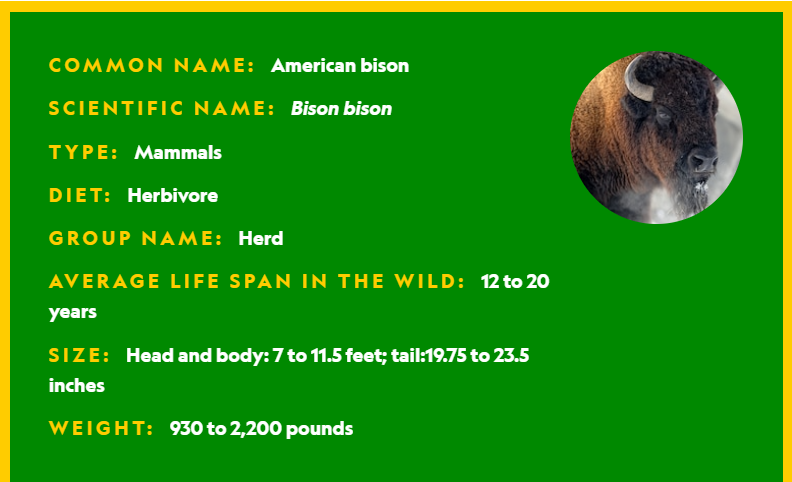 COMMON NAME: American bison
SCIENTIFIC NAME: Bison bison
TYPE: Mammals
DIET: Herbivore
GROUP NAME: Herd
AVERAGE LIFE SPAN IN THE WILD: 12 to 20
years
SIZE: Head and body: 7 to 11.5 feet; tail:19.75 to 23.5
inches
WEIGHT: 930 to 2,200 pounds